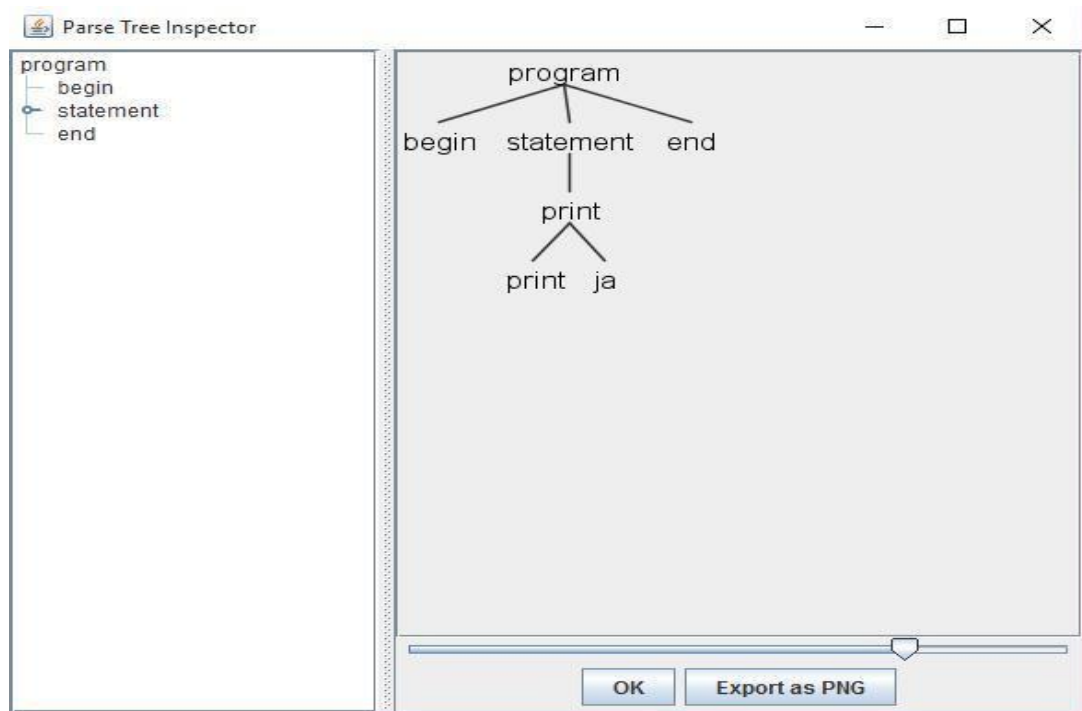 Parse Tree Inspector
program
begin
statement
end
program
begin statement end
print
print ja
OK Export as PNG